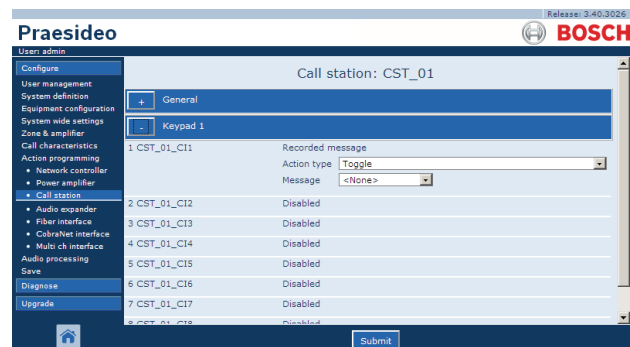 Release: 3.40.3026
Praesideo
BOSCH
User: admin
Configure
User management
System definition
Equipment configuration
System wide settings
Zone & amplifier
Call characteristics
Action programming
• Network controller
• Power amplifier
• Call station
• Audio expander
• Fiber interface
• CobraNet interface
• Multi ch interface
Audio processing
Save
Diagnose
Upgrade
Call station: CST_01
+ General
- Keypad 1
1 CST_01_CI1 Recorded message
Action type Toggle
Message <None>
2 CST_01_CI2 Disabled
3 CST_01_CI3 Disabled
4 CST_01_CI4 Disabled
5 CST_01_CI5 Disabled
6 CST_01_CI6 Disabled
7 CST_01_CI7 Disabled
8 CST_01_CI8 Disabled
Submit